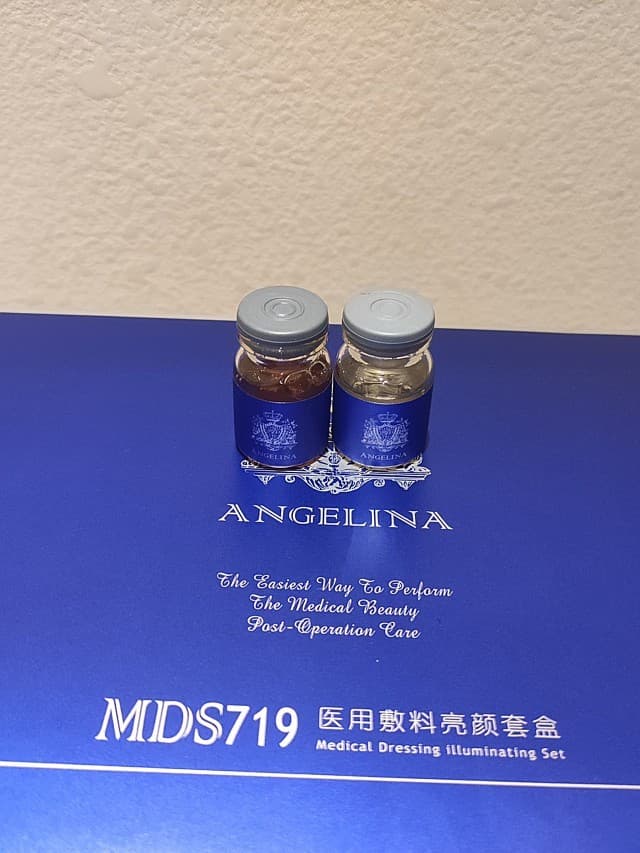 ANGELINA
ANGELINA
ANGELINA
The Easiest Way To Perform
The Medical Beauty
Post-Operation Care
MDS719 医用敷料亮颜套盒
Medical Dressing illuminating Set